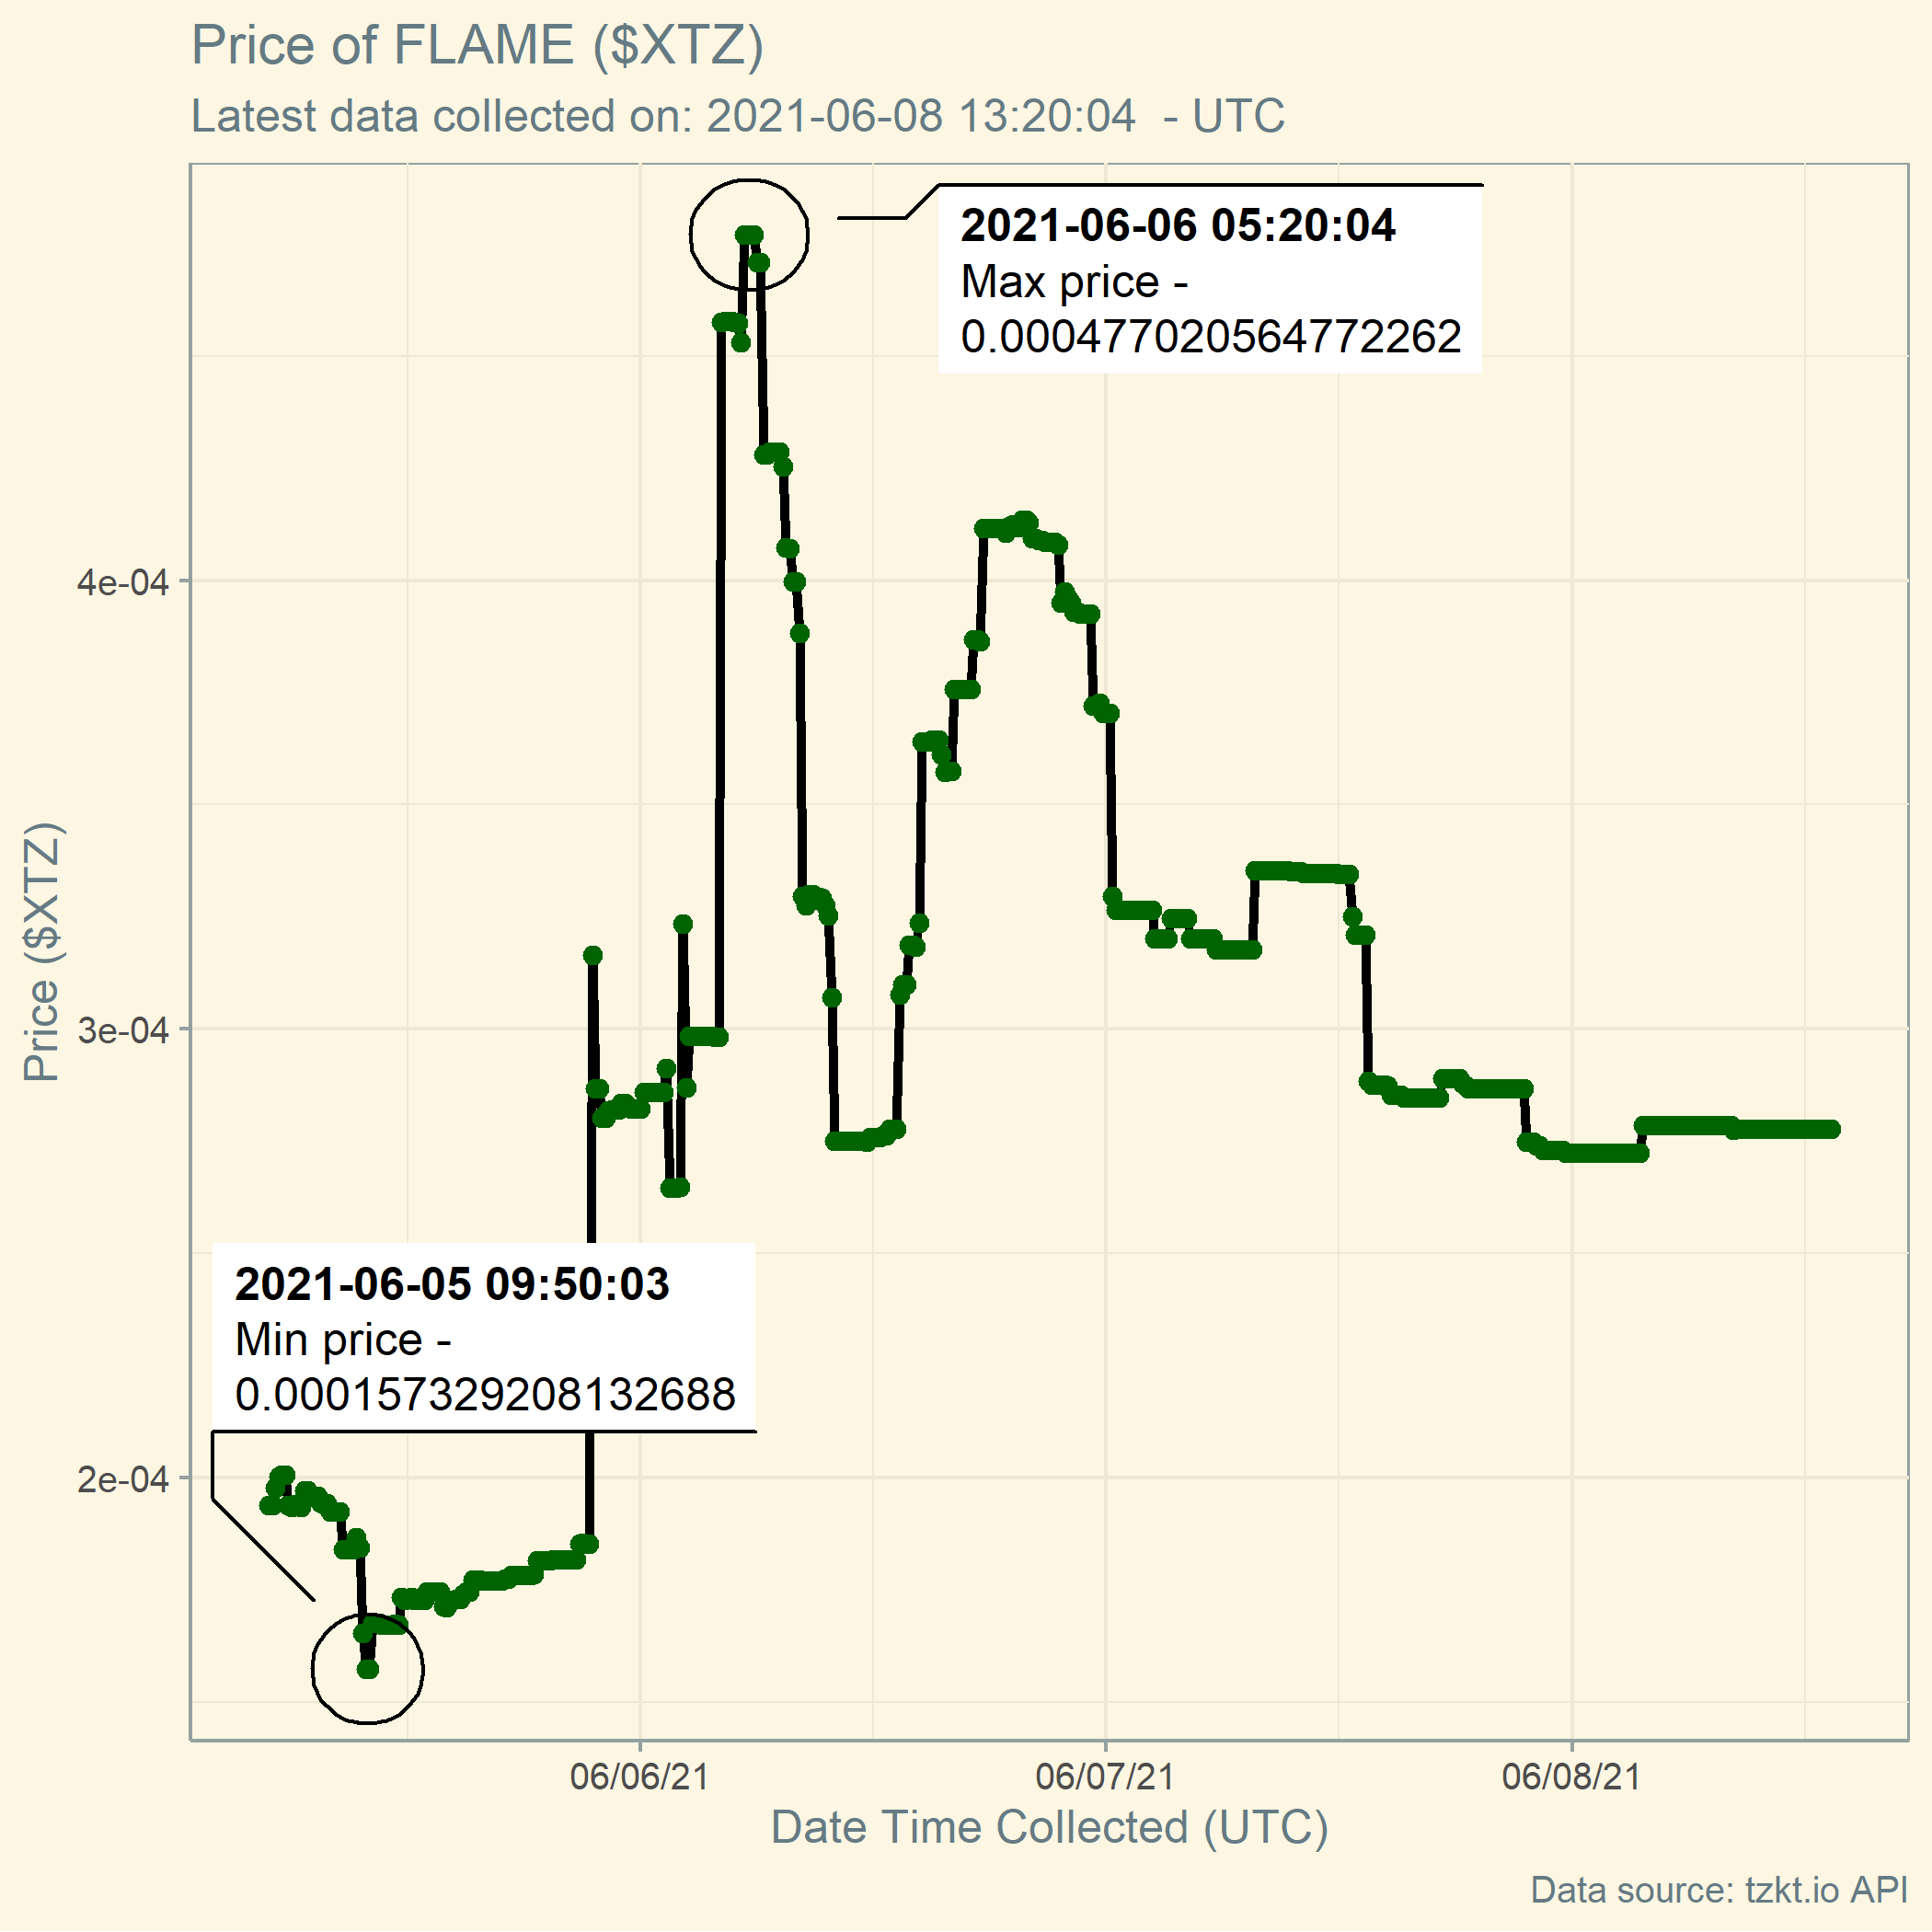 Price of FLAME ($XTZ)
Latest data collected on: 2021-06-08 13:20:04  - UTC
2021-06-06 05:20:04
Max price -
0.000477020564772262
4e-04
3e-04
2e-04
Price ($XTZ)
2021-06-05 09:50:03
Min price -
0.0001573292081​32688
06/06/21
06/07/21
06/08/21
Date Time Collected (UTC)
Data source: tzkt.io API